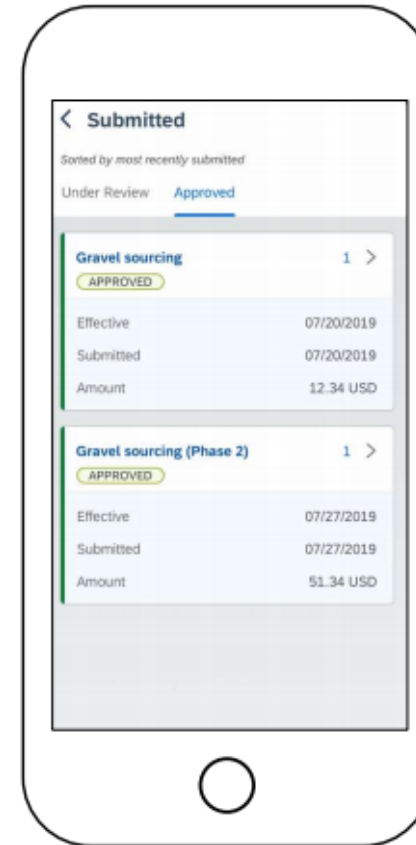 Submitted
Sorted by most recently submitted
Under Review Approved
Gravel sourcing 1
APPROVED
Effective 07/20/2019
Submitted 07/20/2019
Amount 12.34 USD
Gravel sourcing (Phase 2) 1
APPROVED
Effective 07/27/2019
Submitted 07/27/2019
Amount 51.34 USD